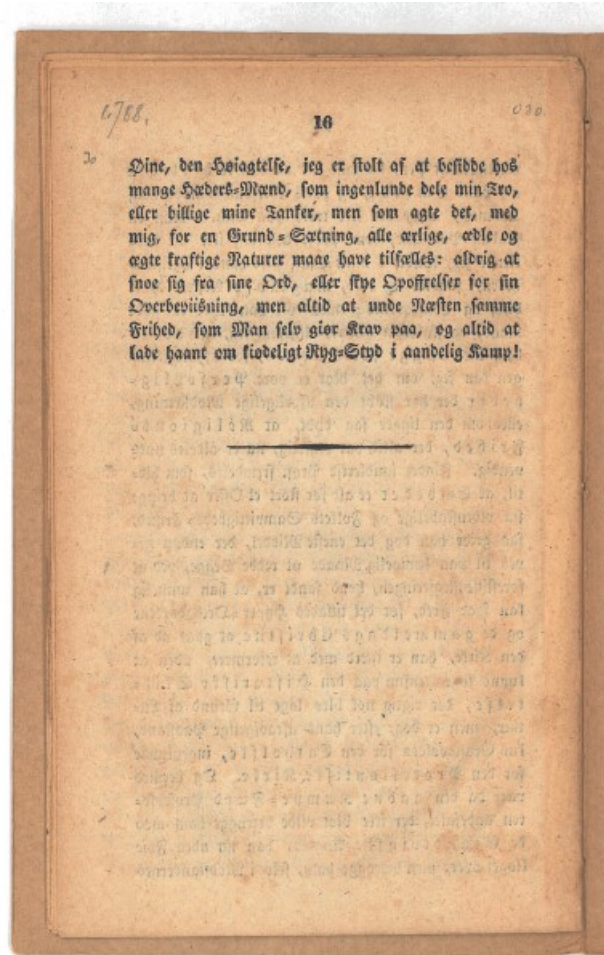 6788.
16
Øine, den Høiagtelse, jeg er stolt af at besidde hos
mange Hæders-Mænd, som ingenlunde dele min Tro,
eller billige mine Tanker, men som agte det, med
mig, for en Grund-Sætning, alle ærlige, ædle og
ægte kraftige Naturer maae have tilfælles: aldrig at
snoe sig fra sine Ord, eller skye Opoffrelser for sin
Overbeviisning, men altid at unde Næsten samme
Frihed, som Man selv giør Krav paa, og altid at
lade haant om kiødeligt Ryg-Styd i aandelig Kamp!